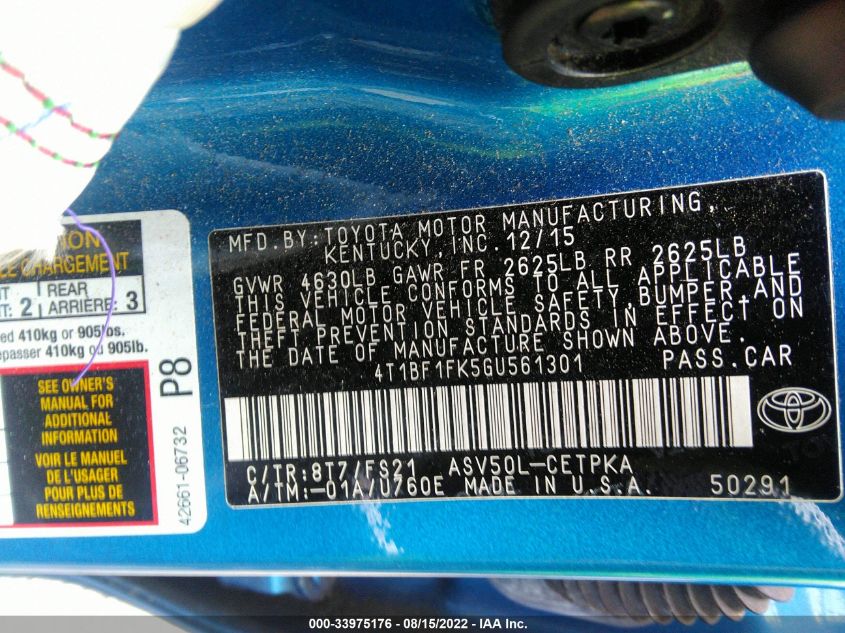 MFD. BY: TOYOTA MOTOR MANUFACTURING,
KENTUCKY, INC. 12/15
GVWR 4630LB GAWR FR 2625LB RR 2625LB
THIS VEHICLE CONFORMS TO ALL APPLICABLE
FEDERAL MOTOR VEHICLE SAFETY, BUMPER, AND
THEFT PREVENTION STANDARDS IN EFFECT ON
THE DATE OF MANUFACTURE SHOWN ABOVE.
4T1BF1FK5GU561301 PASS. CAR
C/TR: 8T7/FS21 ASV50L-CETPKA
A/TM: -01A/U760E MADE IN U.S.A. 50291
CHARGEMENT
2 REAR
ARRIÈRE: 3
410kg or 905lbs.
410kg ou 905lb.
SEE OWNER'S
MANUAL FOR
ADDITIONAL
INFORMATION
VOIR LE MANUEL
DE L'USAGER
POUR PLUS DE
RENSEIGNEMENTS
P8
42661-06732
000-33975176 - 08/15/2022 - IAA Inc.